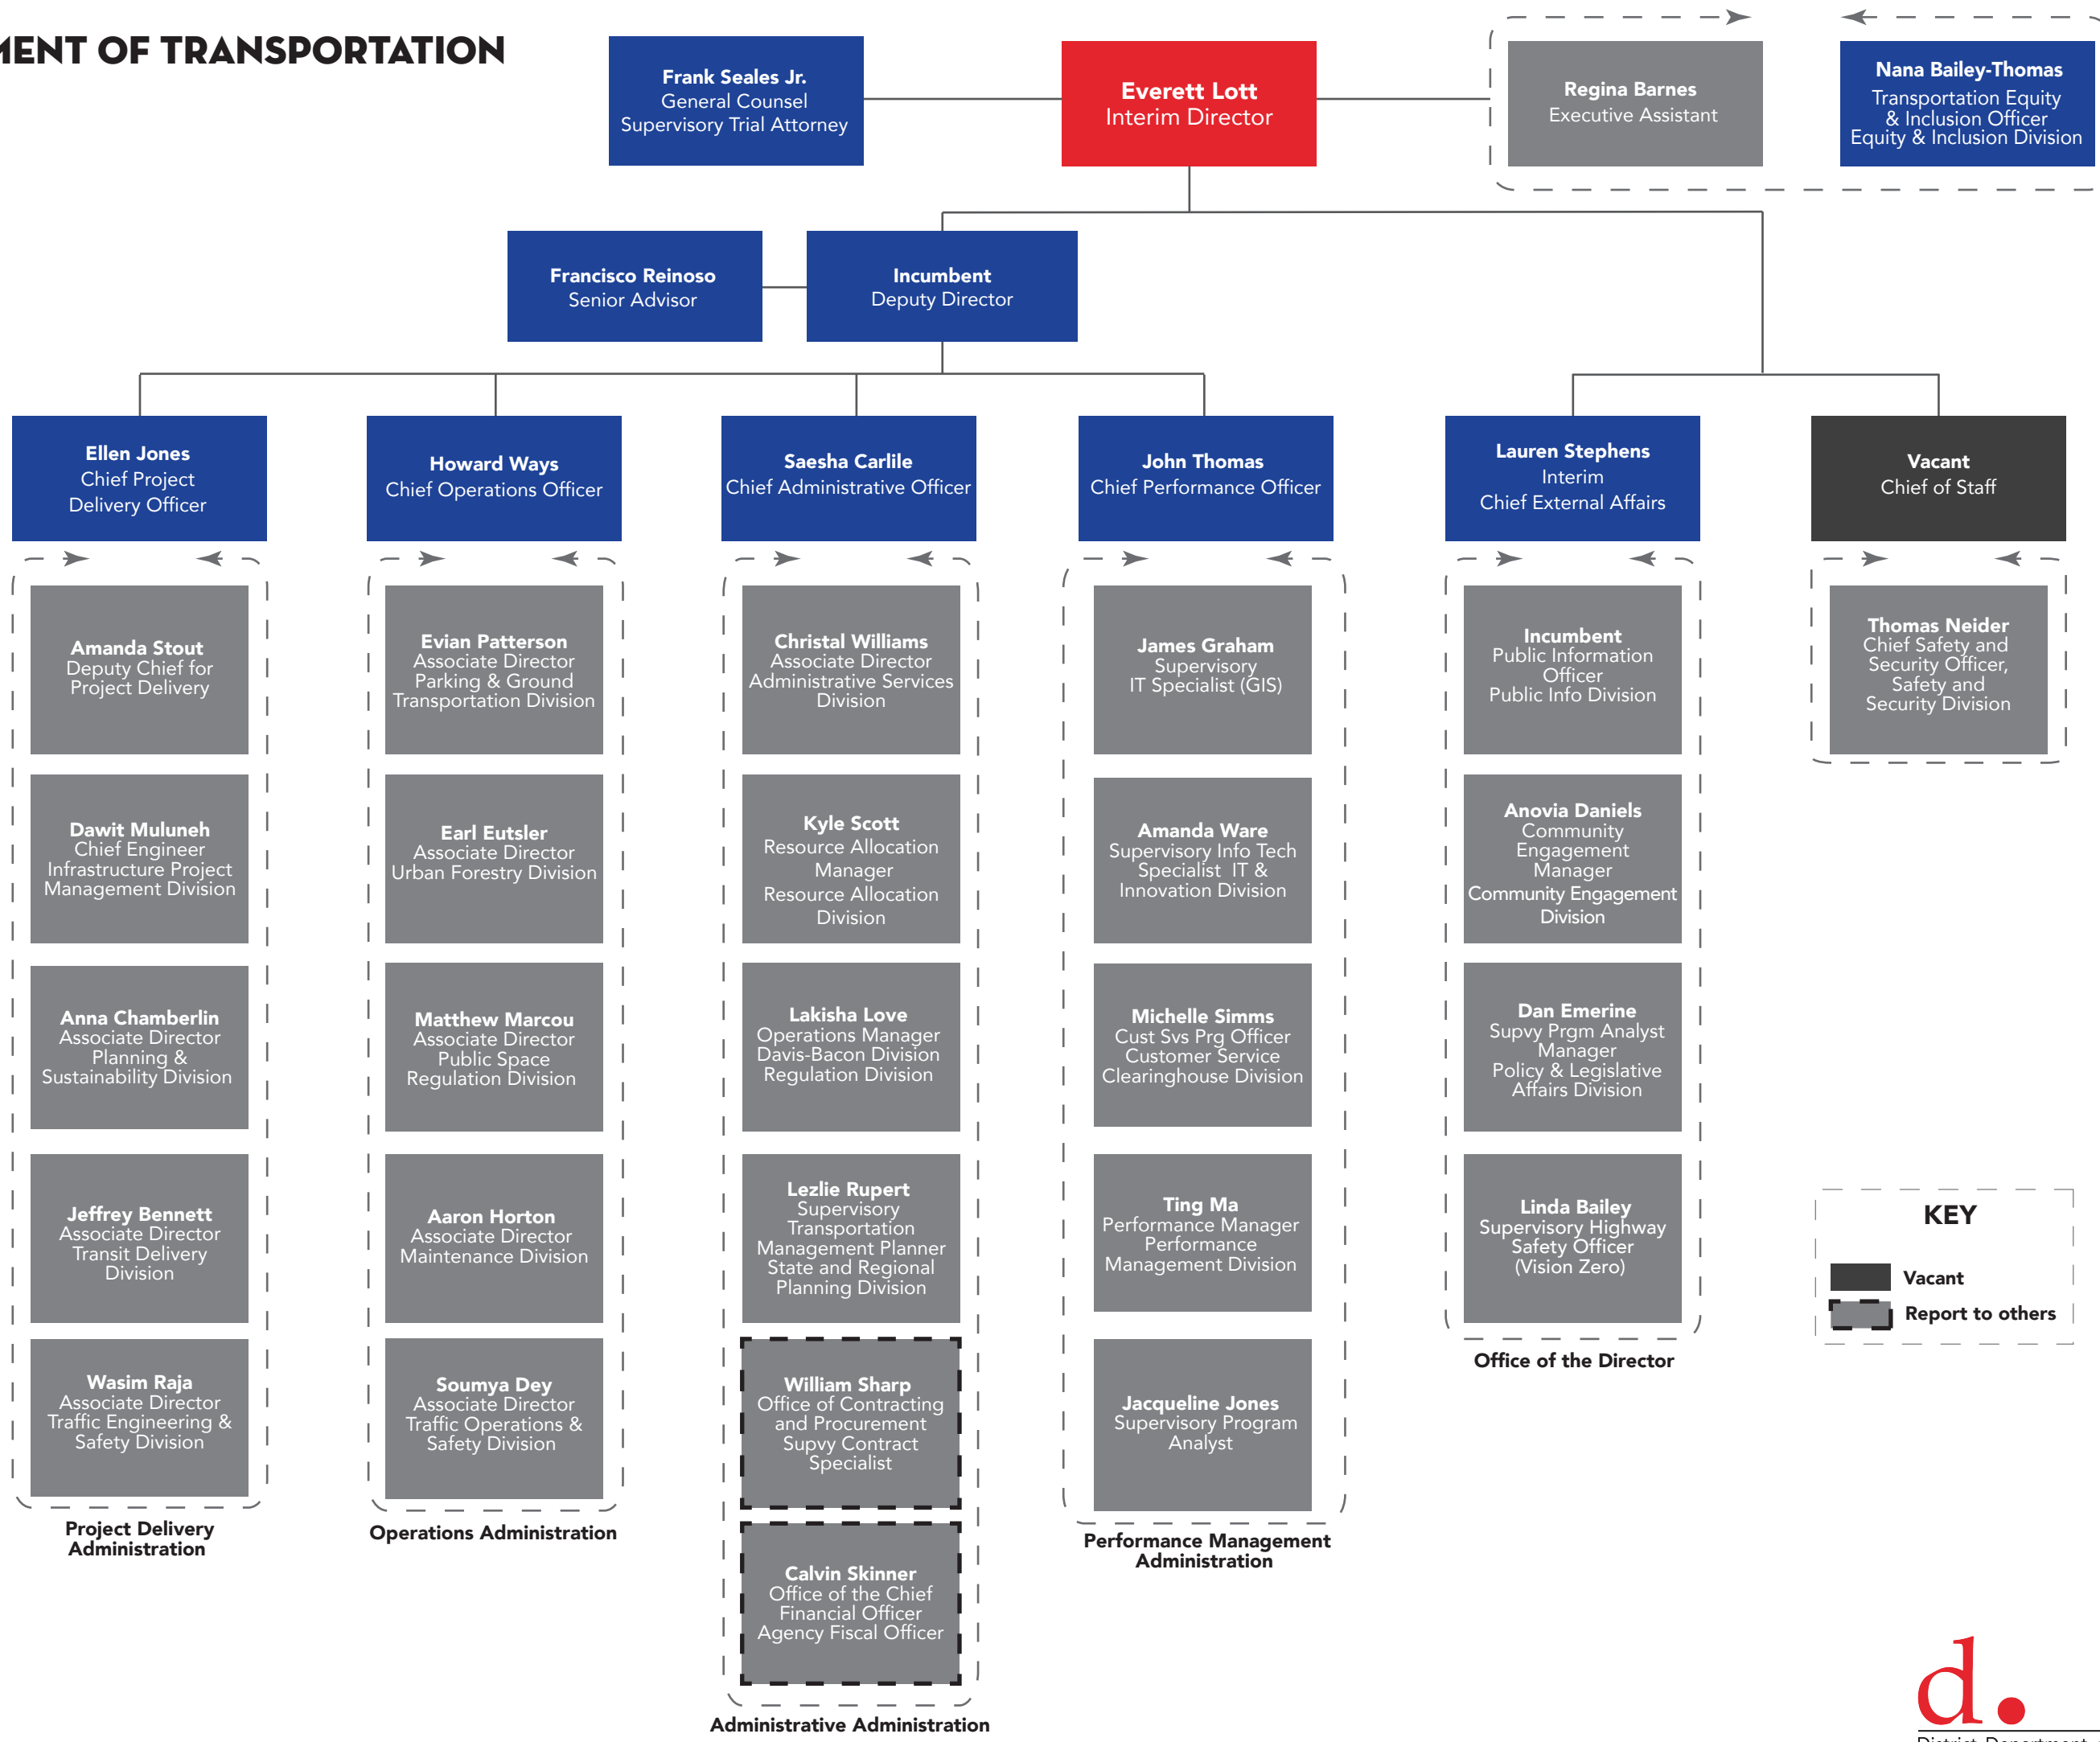 MENT OF TRANSPORTATION
Frank Seales Jr.
General Counsel
Supervisory Trial Attorney
Everett Lott
Interim Director
Regina Barnes
Executive Assistant
Nana Bailey-Thomas
Transportation Equity
& Inclusion Officer
Equity & Inclusion Division
Francisco Reinoso
Senior Advisor
Incumbent
Deputy Director
Ellen Jones
Chief Project
Delivery Officer
Howard Ways
Chief Operations Officer
Saesha Carlile
Chief Administrative Officer
John Thomas
Chief Performance Officer
Lauren Stephens
Interim
Chief External Affairs
Vacant
Chief of Staff
Amanda Stout
Deputy Chief for
Project Delivery
Dawit Muluneh
Chief Engineer
Infrastructure Project
Management Division
Anna Chamberlin
Associate Director
Planning &
Sustainability Division
Jeffrey Bennett
Associate Director
Transit Delivery
Division
Wasim Raja
Associate Director
Traffic Engineering &
Safety Division
Project Delivery
Administration
Evian Patterson
Associate Director
Parking & Ground
Transportation Division
Earl Eutsler
Associate Director
Urban Forestry Division
Matthew Marcou
Associate Director
Public Space
Regulation Division
Aaron Horton
Associate Director
Maintenance Division
Soumya Dey
Associate Director
Traffic Operations &
Safety Division
Operations Administration
Christal Williams
Associate Director
Administrative Services
Division
Kyle Scott
Resource Allocation
Manager
Resource Allocation
Division
Lakisha Love
Operations Manager
Davis-Bacon Division
Regulation Division
Lezlie Rupert
Supervisory
Transportation
Management Planner
State and Regional
Planning Division
William Sharp
Office of Contracting
and Procurement
Supvy Contract
Specialist
Calvin Skinner
Office of the Chief
Financial Officer
Agency Fiscal Officer
Administrative Administration
James Graham
Supervisory
IT Specialist (GIS)
Amanda Ware
Supervisory Info Tech
Specialist IT &
Innovation Division
Michelle Simms
Cust Svs Prg Officer
Customer Service
Clearinghouse Division
Ting Ma
Performance Manager
Performance
Management Division
Jacqueline Jones
Supervisory Program
Analyst
Performance Management
Administration
Incumbent
Public Information
Officer
Public Info Division
Anovia Daniels
Community
Engagement
Manager
Community Engagement
Division
Dan Emerine
Supvy Prgm Analyst
Manager
Policy & Legislative
Affairs Division
Linda Bailey
Supervisory Highway
Safety Officer
(Vision Zero)
Office of the Director
Thomas Neider
Chief Safety and
Security Officer,
Safety and
Security Division
KEY
Vacant
Report to others
d.
District Department